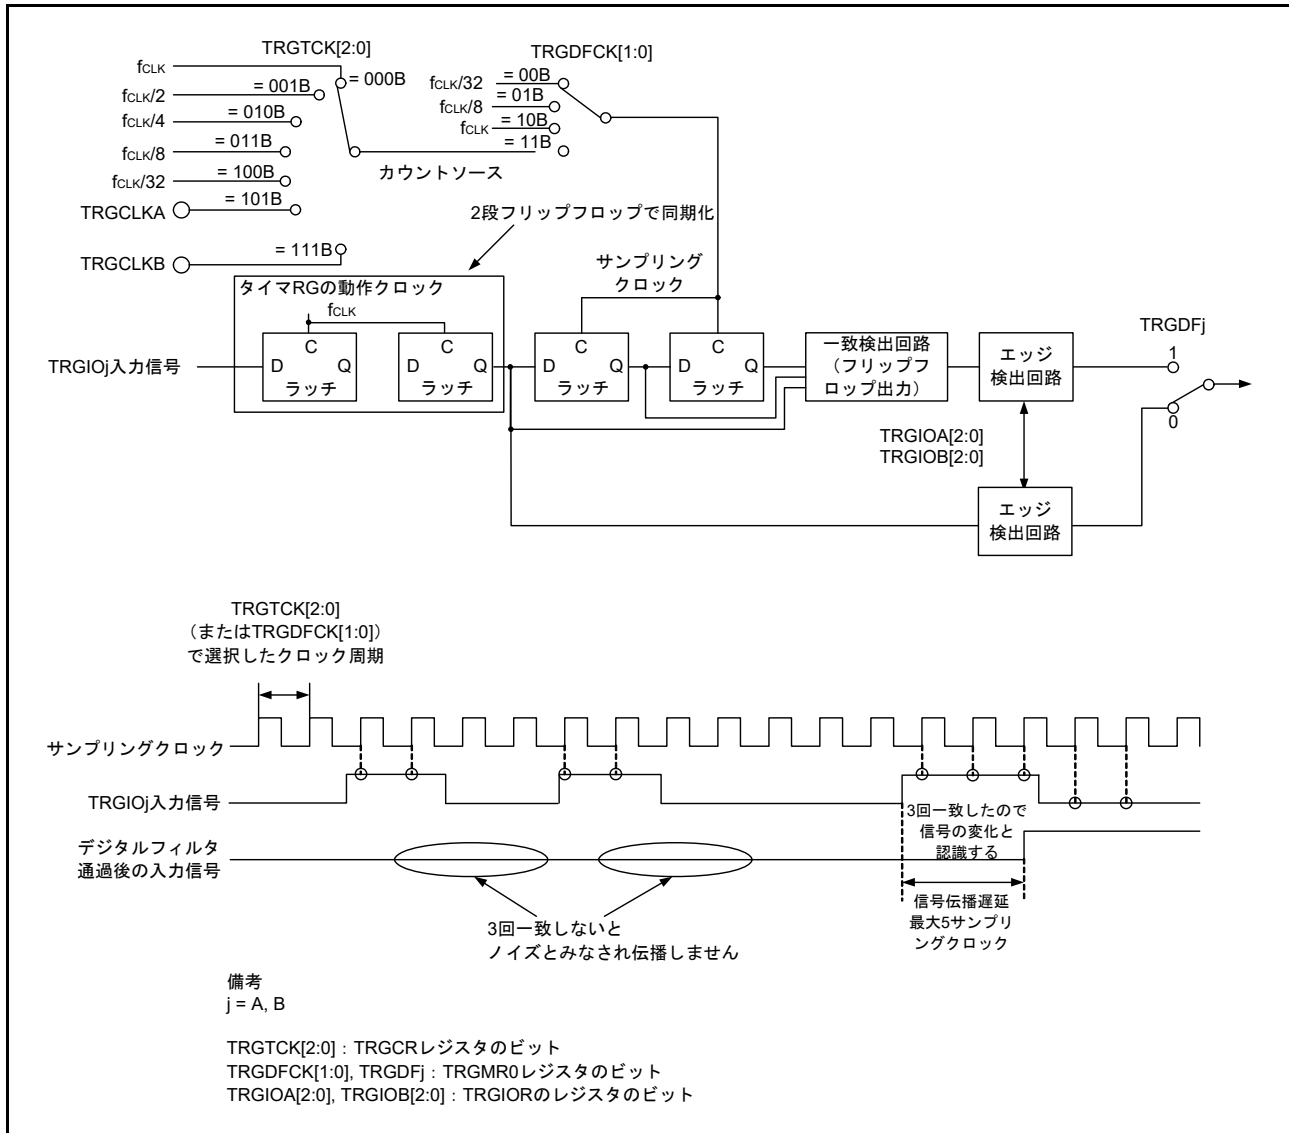 TRGTCK[2:0]
TRGDFCK[1:0]
fCLK
= 000B
fCLK/2
= 001B
fCLK/4
= 010B
fCLK/8
= 011B
fCLK/32
= 100B
TRGCLKA
= 101B
TRGCLKB
= 111B
fCLK/32
= 00B
fCLK/8
= 01B
fCLK
= 10B
= 11B
カウントソース
2段フリップフロップで同期化
サンプリング
クロック
タイマRGの動作クロック
fCLK
TRGIOj入力信号
C
D
Q
ラッチ
C
D
Q
ラッチ
C
D
Q
ラッチ
C
D
Q
ラッチ
一致検出回路
（フリップフ
ロップ出力）
エッジ
検出回路
TRGDFj
1
0
TRGIOA[2:0]
TRGIOB[2:0]
エッジ
検出回路
TRGTCK[2:0]
（またはTRGDFCK[1:0]）
で選択したクロック周期
サンプリングクロック
TRGIOj入力信号
デジタルフィルタ
通過後の入力信号
3回一致したので
信号の変化と
認識する
信号伝播遅延
最大5サンプリ
ングクロック
3回一致しないと
ノイズとみなされ伝播しません
備考
j = A, B
TRGTCK[2:0]：TRGCRレジスタのビット
TRGDFCK[1:0], TRGDFj：TRGMR0レジスタのビット
TRGIOA[2:0], TRGIOB[2:0]：TRGIORのレジスタのビット